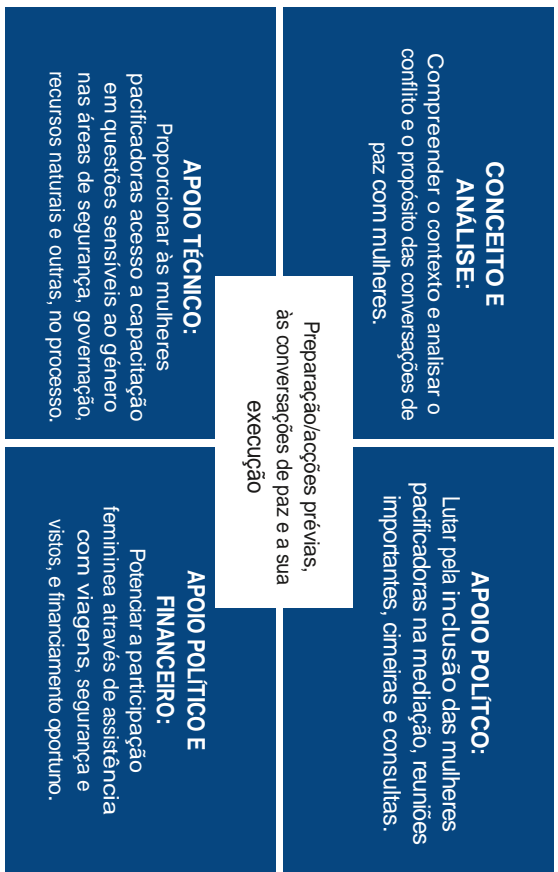 CONCEITO E
ANÁLISE:
Compreender o contexto e analisar o
conflito e o propósito das conversações de
paz com mulheres.
APOIO POLÍTCO:
Lutar pela inclusão das mulheres
pacificadoras na mediação, reuniões
importantes, cimeiras e consultas.
Preparação/acções prévias,
às conversações de paz e a sua
execução
APOIO TÉCNICO:
Proporcionar às mulheres
pacificadoras acesso a capacitação
em questões sensíveis ao género
nas áreas de segurança, governação,
recursos naturais e outras, no processo.
APOIO POLÍTICO E
FINANCEIRO:
Potenciar a participação
femininea através de assistência
com viagens, segurança e
vistos, e financiamento oportuno.